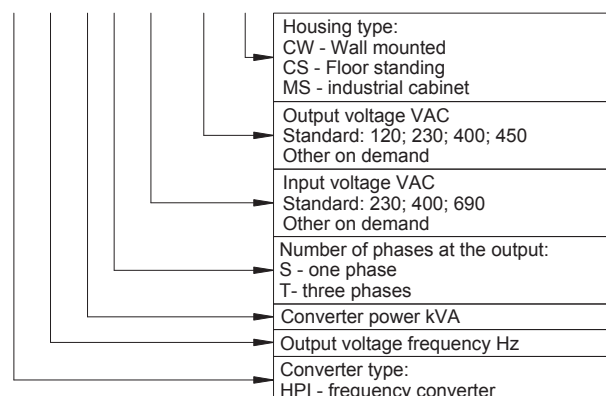 Housing type:
CW - Wall mounted
CS - Floor standing
MS - industrial cabinet
Output voltage VAC
Standard: 120; 230; 400; 450
Other on demand
Input voltage VAC
Standard: 230; 400; 690
Other on demand
Number of phases at the output:
S - one phase
T- three phases
Converter power kVA
Output voltage frequency Hz
Converter type:
HPI - frequency converter